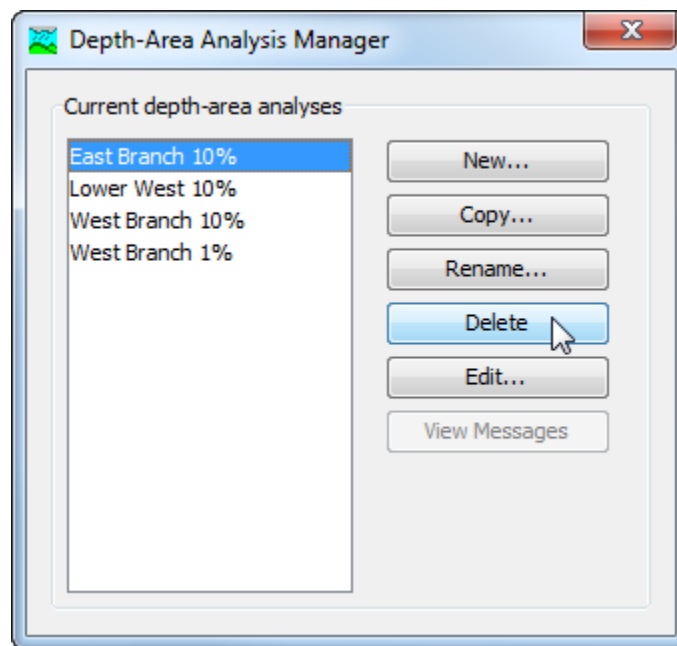 Depth-Area Analysis Manager
Current depth-area analyses
East Branch 10%
Lower West 10%
West Branch 10%
West Branch 1%
New...
Copy...
Rename...
Delete
Edit...
View Messages